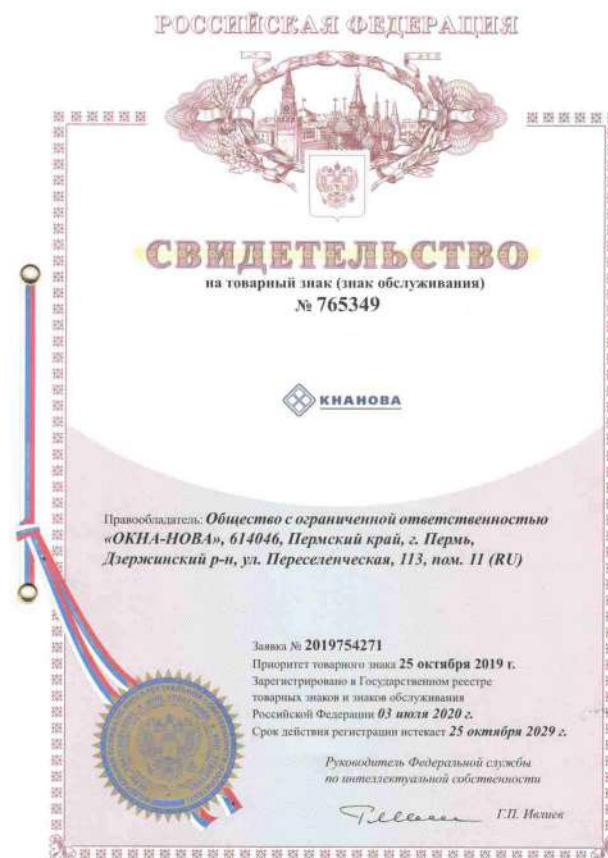 РОССИЙСКАЯ ФЕДЕРАЦИЯ
СВИДЕТЕЛЬСТВО
на товарный знак (знак обслуживания)
№ 765349
КНАНОВА
Правообладатель: Общество с ограниченной ответственностью
«ОКНА-НОВА», 614046, Пермский край, г. Пермь,
Дзержинский р-н, ул. Переселенческая, 113, пом. 11 (RU)
Заявка № 2019754271
Приоритет товарного знака 25 октября 2019 г.
Зарегистрировано в Государственном реестре
товарных знаков и знаков обслуживания
Российской Федерации 03 июля 2020 г.
Срок действия регистрации истекает 25 октября 2029 г.
Руководитель Федеральной службы
по интеллектуальной собственности
Г.П. Ивлиев